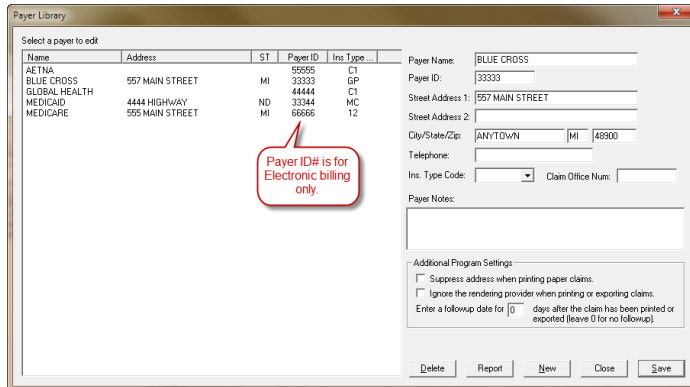 Payer Library
Select a payer to edit
Name Address ST Payer ID Ins Type ...
AETNA 55555 C1
BLUE CROSS 557 MAIN STREET MI 33333 GP
GLOBAL HEALTH 44444 C1
MEDICAID 4444 HIGHWAY ND 33344 MC
MEDICARE 555 MAIN STREET MI 66666 12
Payer ID# is for
Electronic billing
only.
Payer Name: BLUE CROSS
Payer ID: 33333
Street Address 1: 557 MAIN STREET
Street Address 2:
City/State/Zip: ANYTOWN MI 48900
Telephone:
Ins. Type Code: Claim Office Num:
Payer Notes:
Additional Program Settings
Suppress address when printing paper claims.
Ignore the rendering provider when printing or exporting claims.
Enter a followup date for 0 days after the claim has been printed or
exported (leave 0 for no followup).
Delete Report New Close Save